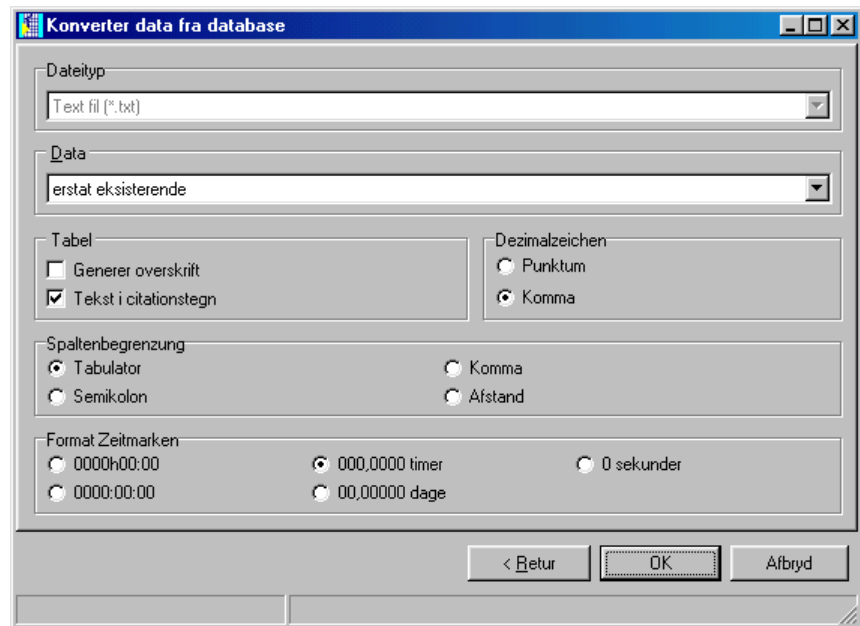 Konverter data fra database
Dateityp
Text fil (*.txt)
Data
erstat eksisterende
Tabel
Generer overskrift
Tekst i citationstegn
Dezimalzeichen
Punktum
Komma
Spaltenbegrenzung
Tabulator
Komma
Semikolon
Afstand
Format Zeitmarken
0000h00:00
000,0000 timer
0 sekunder
0000:00:00
00,00000 dage
< Retur
OK
Afbryd